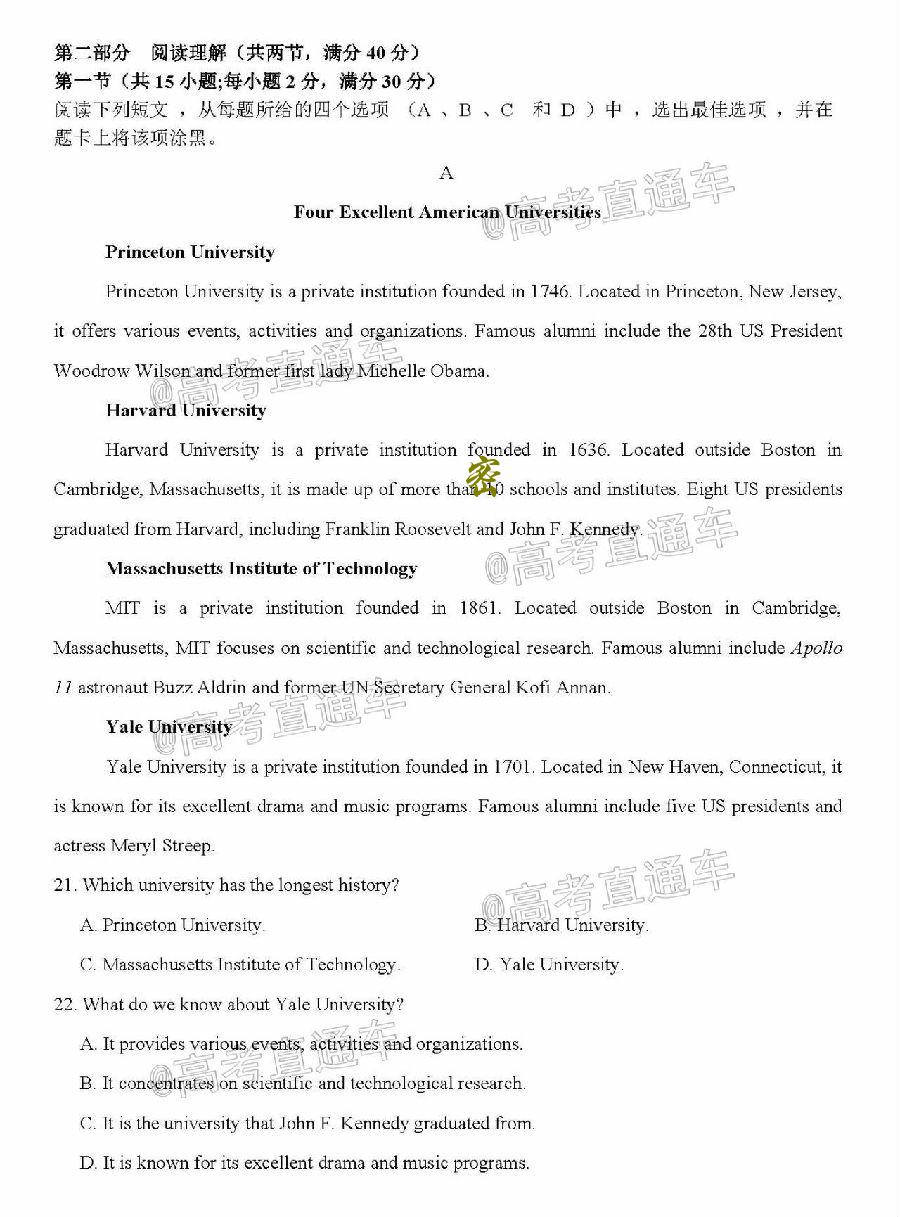 第二部分 阅读理解（共两节，满分 40 分）
第一节（共 15 小题;每小题 2 分，满分 30 分）
阅读下列短文 ，从每题所给的四个选项 （A 、B 、C 和 D ）中 ，选出最佳选项 ，并在
题卡上将该项涂黑。
A
Four Excellent American Universities
@高考直通车
Princeton University
Princeton University is a private institution founded in 1746. Located in Princeton, New Jersey,
it offers various events, activities and organizations. Famous alumni include the 28th US President
Woodrow Wilson and former first lady Michelle Obama.
@高考直通车
Harvard University
Harvard University is a private institution founded in 1636. Located outside Boston in
密
Cambridge, Massachusetts, it is made up of more than schools and institutes. Eight US presidents
graduated from Harvard, including Franklin Roosevelt and John F. Kennedy.
@高考直通车
Massachusetts Institute of Technology
MIT is a private institution founded in 1861. Located outside Boston in Cambridge,
Massachusetts, MIT focuses on scientific and technological research. Famous alumni include Apollo
11 astronaut Buzz Aldrin and former UN Secretary General Kofi Annan.
@高考直通车
Yale University
Yale University is a private institution founded in 1701. Located in New Haven, Connecticut, it
is known for its excellent drama and music programs. Famous alumni include five US presidents and
actress Meryl Streep.
21. Which university has the longest history?
@高考直通车
A. Princeton University. B. Harvard University.
C. Massachusetts Institute of Technology. D. Yale University.
22. What do we know about Yale University?
A. It provides various events, activities and organizations.
@高考直通车
B. It concentrates on scientific and technological research.
C. It is the university that John F. Kennedy graduated from.
D. It is known for its excellent drama and music programs.